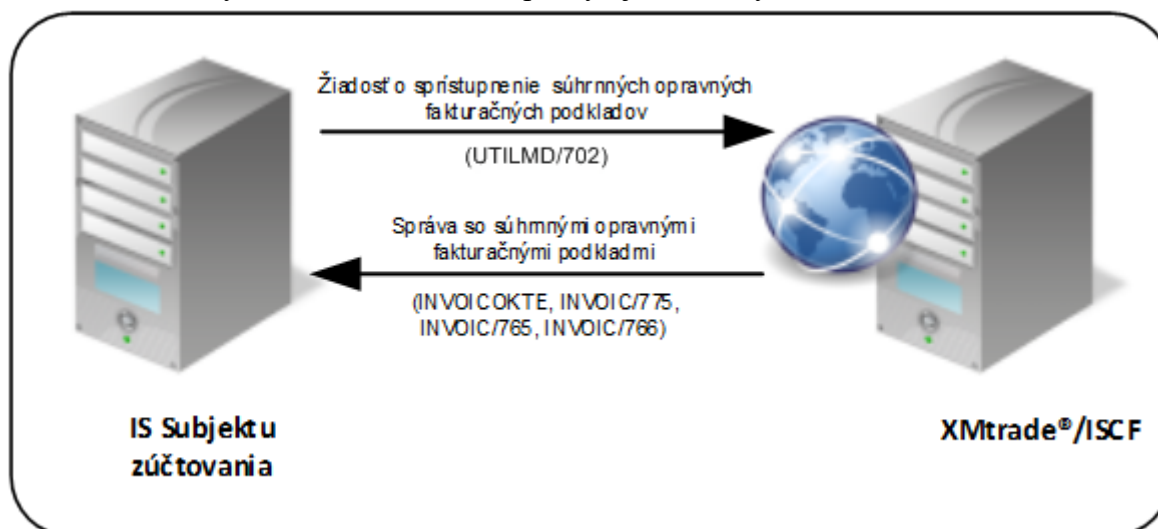 Žiadosť o sprístupnenie súhrnných opravných
fakturačných podkladov
(UTILMD/702)
Správa so súhrnnými opravnými
fakturačnými podkladmi
(INVOICOKTE, INVOIC/775,
INVOIC/765, INVOIC/766)
IS Subjektu
zúčtovania
XMtrade®/ISCF